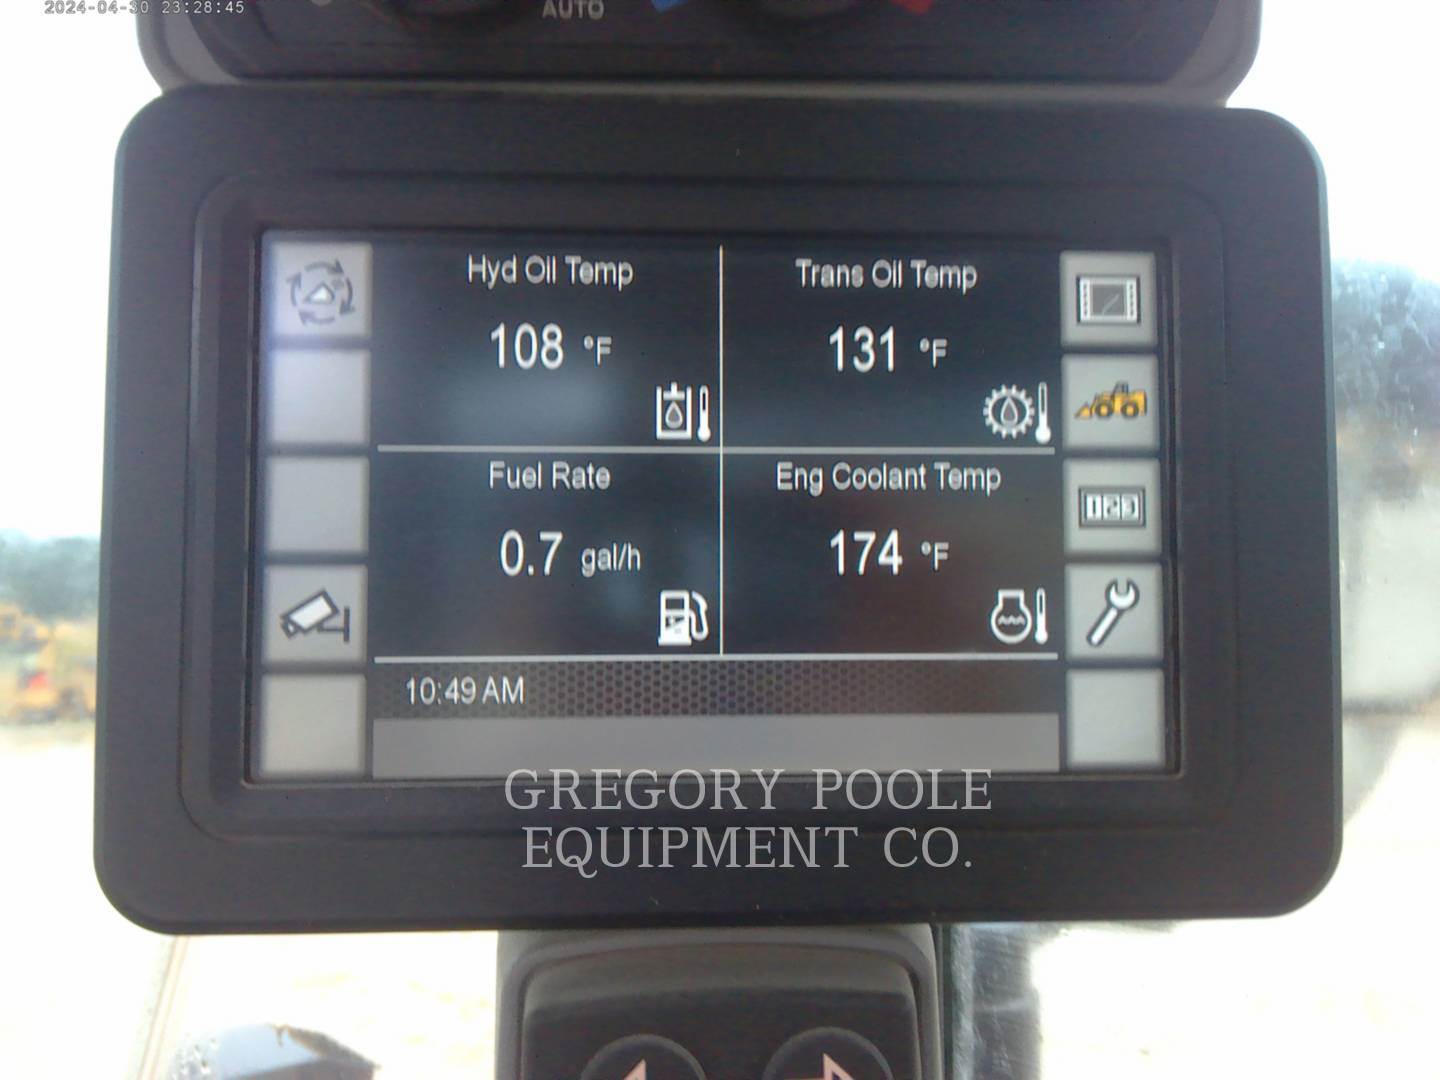 2024-04-30 23:28:45
AUTO
Hyd Oil Temp
108 °F
Trans Oil Temp
131 °F
Fuel Rate
0.7 gal/h
Eng Coolant Temp
174 °F
123
10:49 AM
GREGORY POOLE
EQUIPMENT CO.